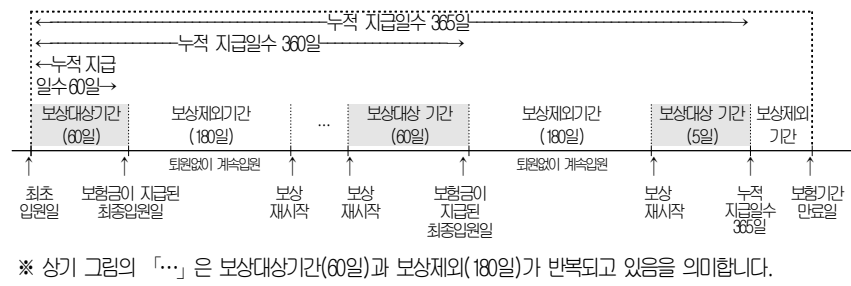 누적 지급일수 365일
누적 지급일수 360일
누적 지급
일수 60일
보상대상기간
(60일)
보상제외기간
(180일)
...
보상대상 기간
(60일)
보상제외기간
(180일)
보상대상 기간
(5일)
보상제외
기간
퇴원없이 계속입원
퇴원없이 계속입원
최초
입원일
보험금이 지급된
최종입원일
보상
재시작
보상
재시작
보험금이
지급된
최종입원일
보상
재시작
누적
지급일수
365일
보험기간
만료일
※ 상기 그림의 「…」은 보상대상기간(60일)과 보상제외(180일)가 반복되고 있음을 의미합니다.